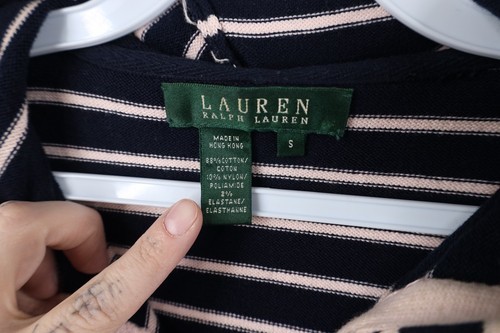 LAUREN
RALPH LAUREN
S
MADE IN
HONG KONG
88% COTTON/
COTON
10% NYLON/
POLIAMIDE
2%
ELASTANE/
ELASTHANNE